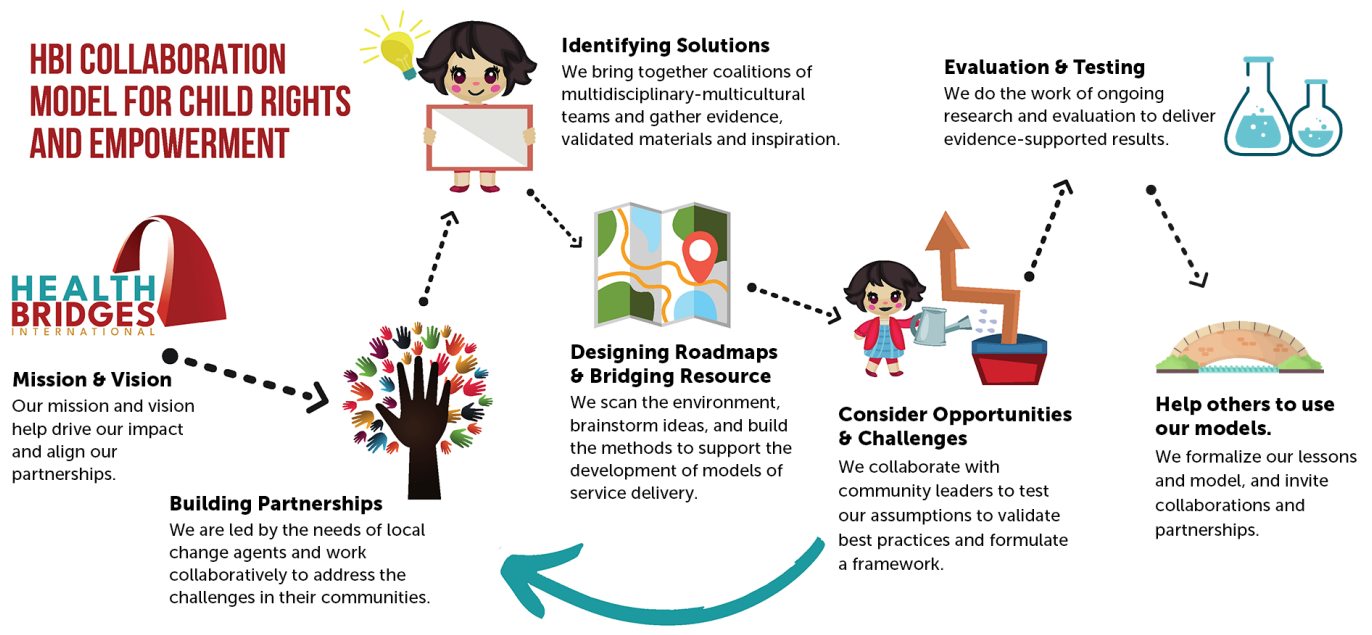 HBI COLLABORATION
MODEL FOR CHILD RIGHTS
AND EMPOWERMENT
HEALTH
BRIDGES
INTERNATIONAL
Mission & Vision
Our mission and vision
help drive our impact
and align our
partnerships.
Building Partnerships
We are led by the needs of local
change agents and work
collaboratively to address the
challenges in their communities.
Identifying Solutions
We bring together coalitions of
multidisciplinary-multicultural
teams and gather evidence,
validated materials and inspiration.
Designing Roadmaps
& Bridging Resource
We scan the environment,
brainstorm ideas, and build
the methods to support the
development of models of
service delivery.
Consider Opportunities
& Challenges
We collaborate with
community leaders to test
our assumptions to validate
best practices and formulate
a framework.
Evaluation & Testing
We do the work of ongoing
research and evaluation to deliver
evidence-supported results.
Help others to use
our models.
We formalize our lessons
and model, and invite
collaborations and
partnerships.